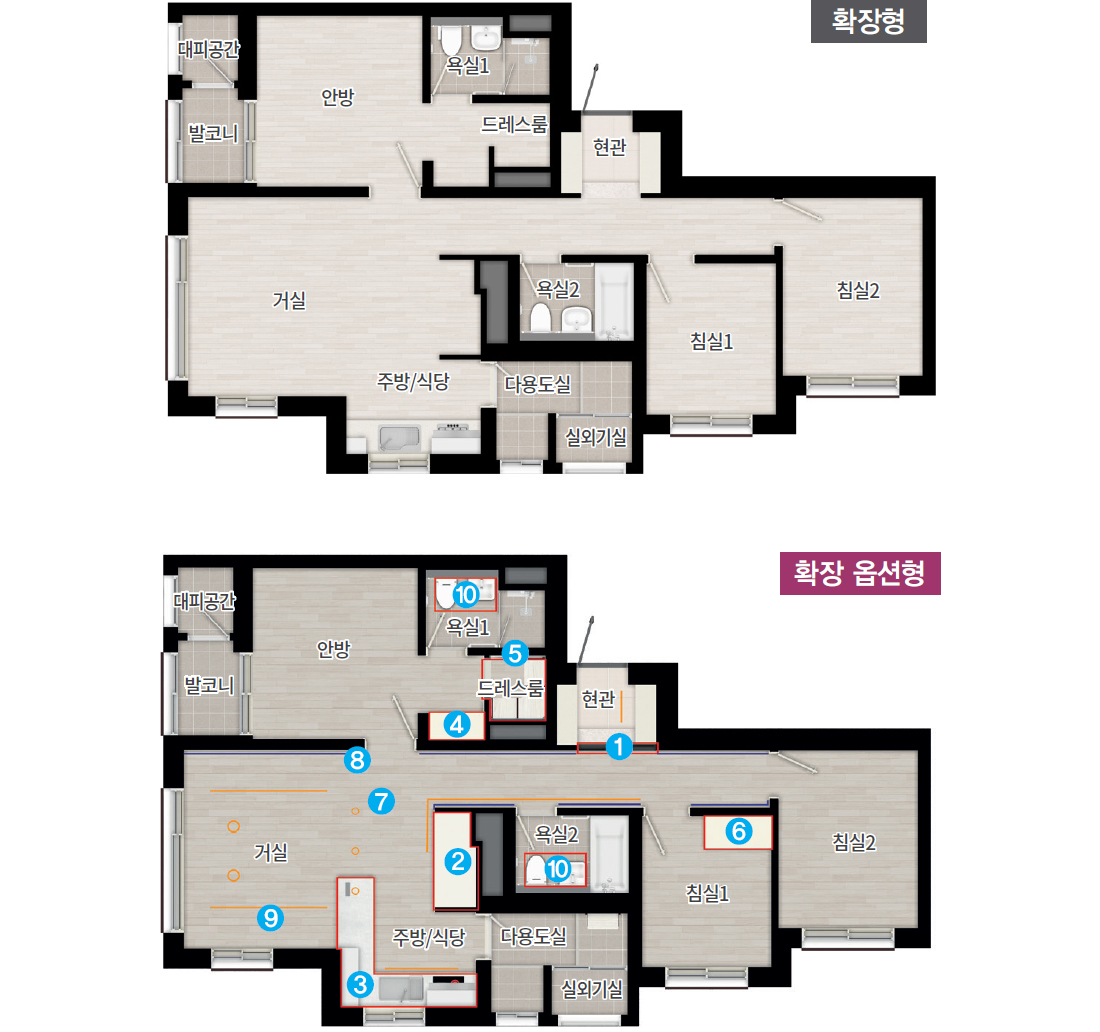 확장형
대피공간
욕실1
안방
드레스룸
발코니
현관
욕실2
침실2
거실
침실1
주방/식당
다용도실
실외기실
확장 옵션형
10
대피공간
욕실1
안방
5
드레스룸
발코니
현관
4
1
8
7
욕실2
6
침실2
거실
2
10
침실1
9
주방/식당
다용도실
3
실외기실